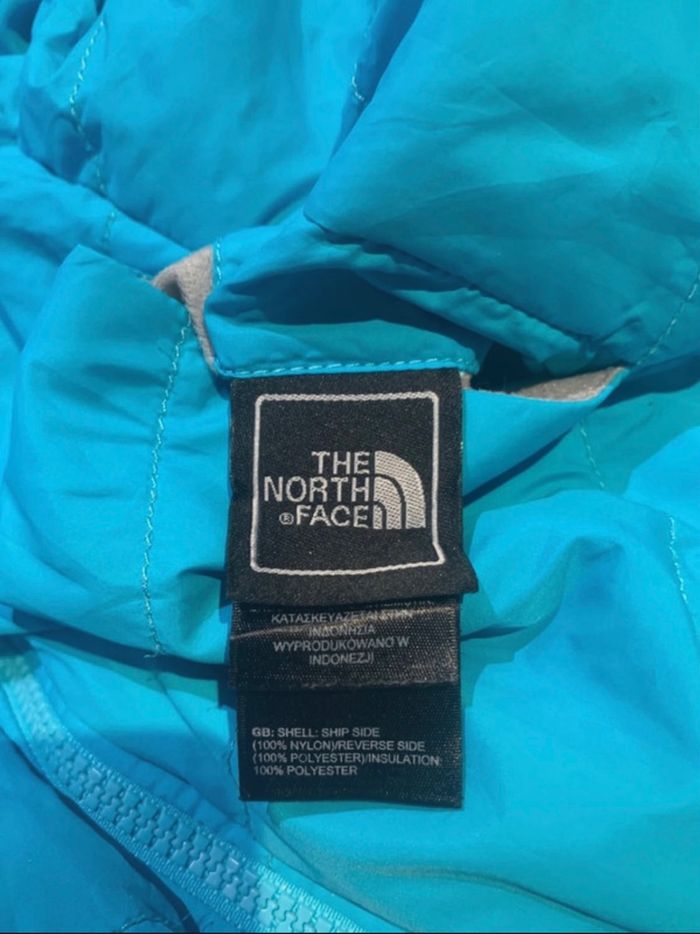 THE
NORTH
®FACE
ΚΑΤΑΣΚΕΥΑΖΕΤΑΙ ΣΤΗΝ
ΙΝΔΟΝΗΣΙΑ
WYPRODUKOWANO W
INDONEZJI
GB: SHELL: SHIP SIDE
(100% NYLON)/REVERSE SIDE
(100% POLYESTER)/INSULATION:
100% POLYESTER